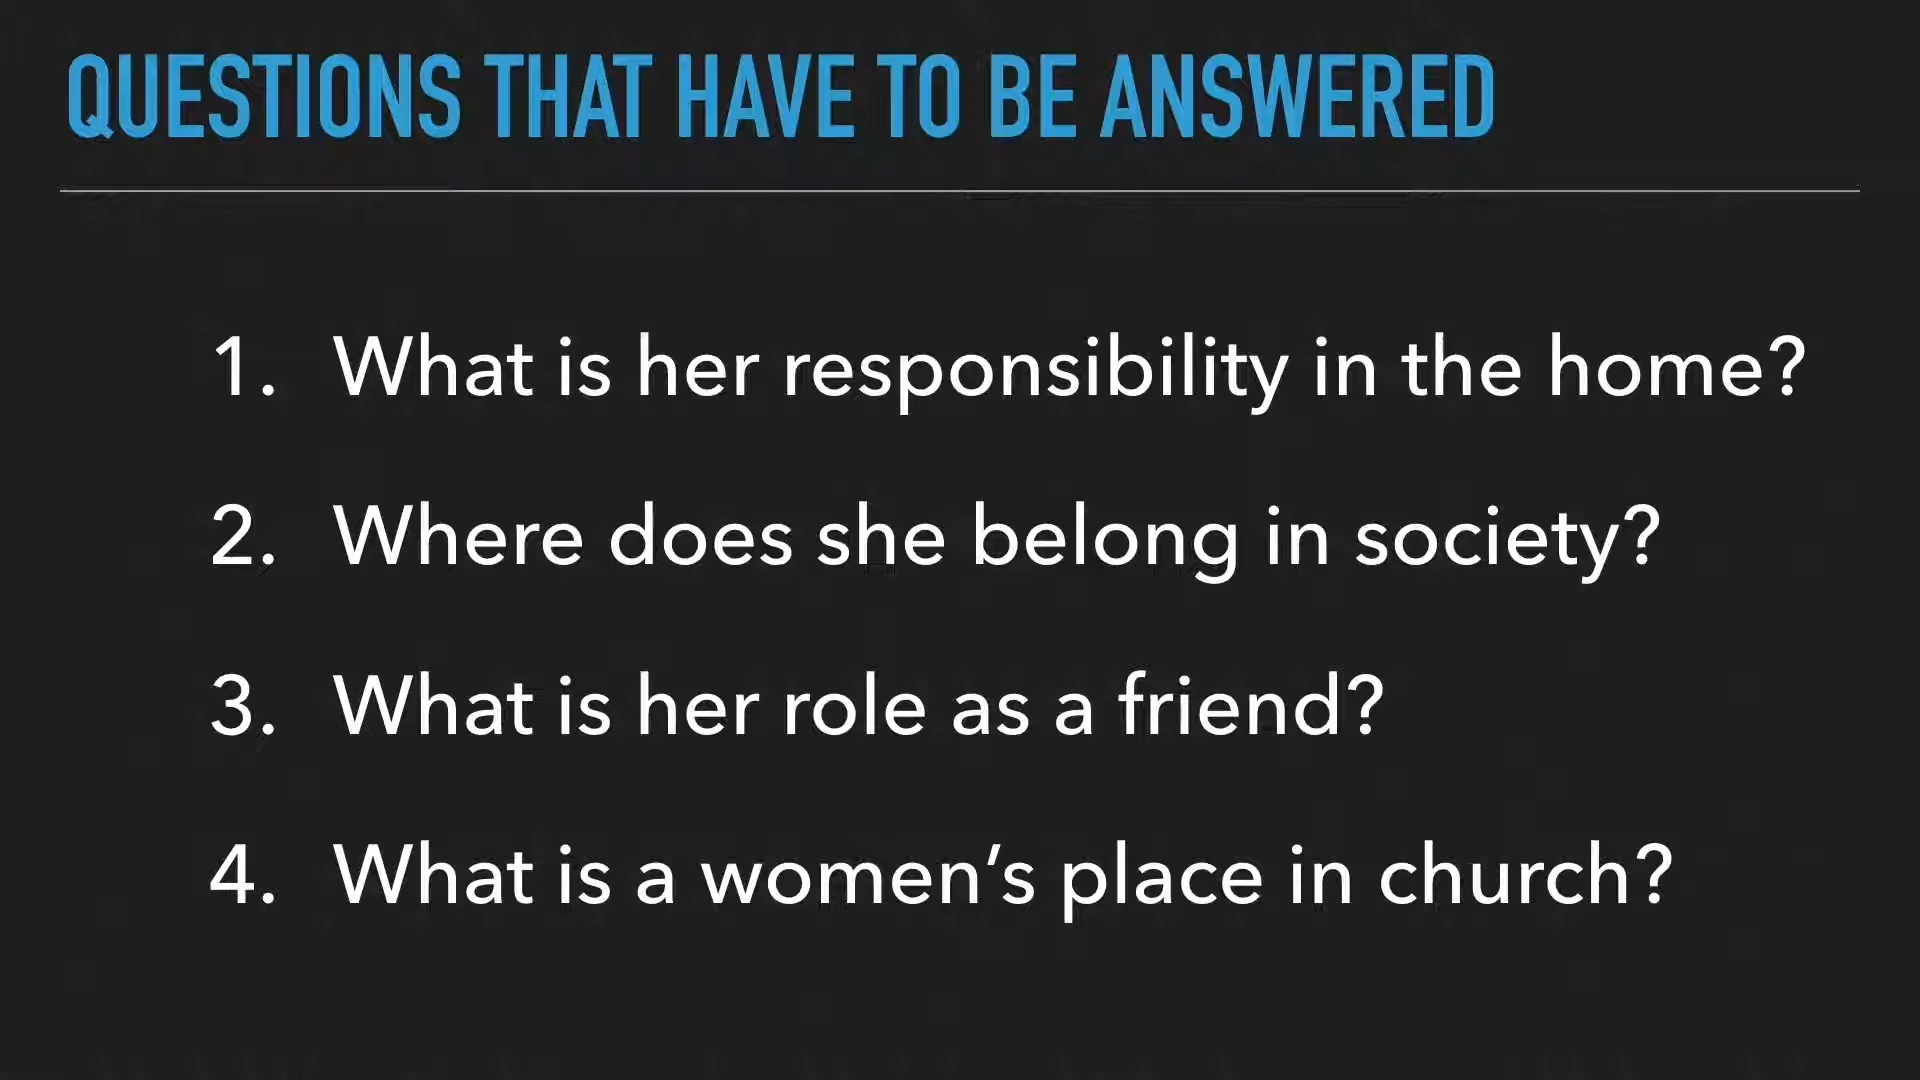 QUESTIONS THAT HAVE TO BE ANSWERED
1. What is her responsibility in the home?
2. Where does she belong in society?
3. What is her role as a friend?
4. What is a women’s place in church?